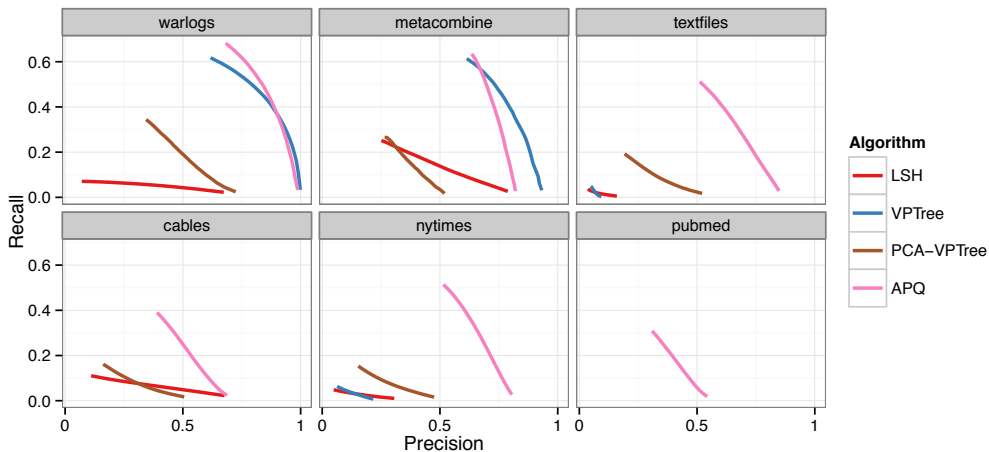 warlogs metacombine textfiles
0.6
0.4
0.2
0.0
cables nytimes pubmed
0.6
0.4
0.2
0.0
0 0.5 1 0 0.5 1 0 0.5 1
Precision
Recall
Algorithm
LSH
VPTree
PCA−VPTree
APQ